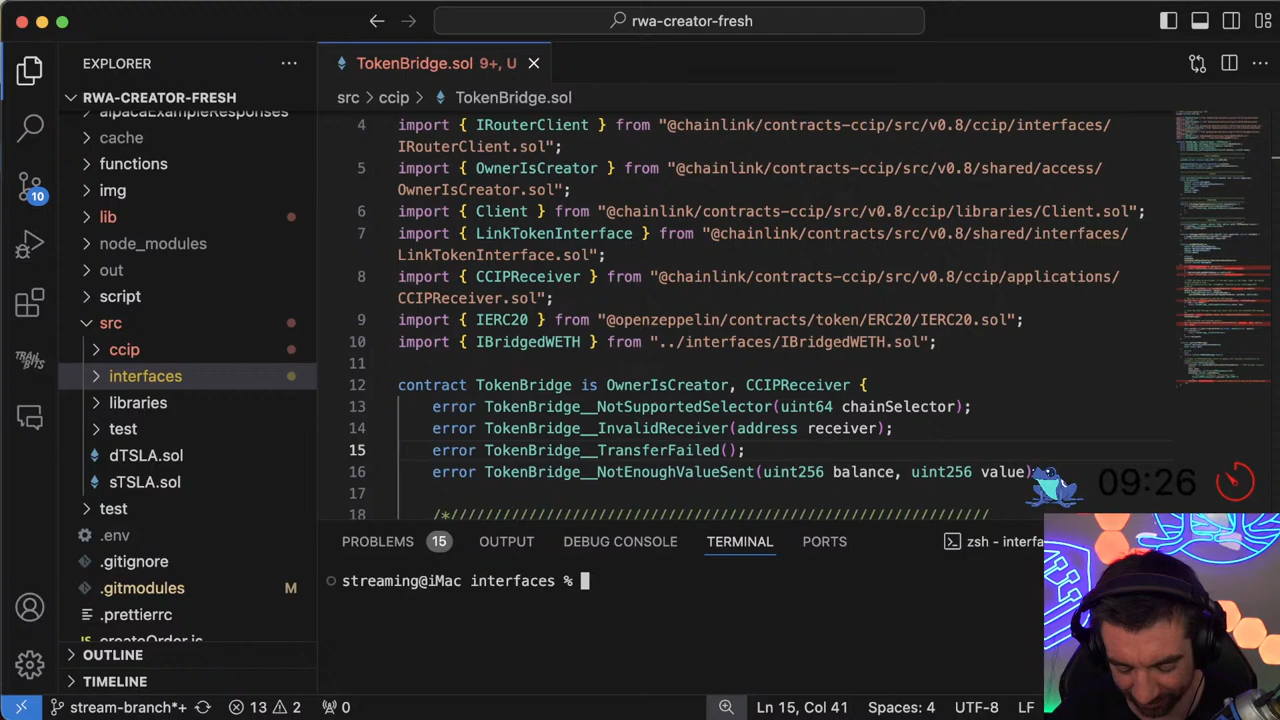 rwa-creator-fresh
EXPLORER
TokenBridge.sol 9+, U
RWA-CREATOR-FRESH
src > ccip > TokenBridge.sol
alpacaExampleResponses
cache
functions
img
lib
node_modules
out
script
src
ccip
interfaces
libraries
test
dTSLA.sol
sTSLA.sol
test
.env
.gitignore
.gitmodules M
.prettierrc
createOrder.js
OUTLINE
TIMELINE
10
TRAIL OF BITS
4 import { IRouterClient } from "@chainlink/contracts-ccip/src/v0.8/ccip/interfaces/
IRouterClient.sol";
5 import { OwnerIsCreator } from "@chainlink/contracts-ccip/src/v0.8/shared/access/
OwnerIsCreator.sol";
6 import { Client } from "@chainlink/contracts-ccip/src/v0.8/ccip/libraries/Client.sol";
7 import { LinkTokenInterface } from "@chainlink/contracts/src/v0.8/shared/interfaces/
LinkTokenInterface.sol";
8 import { CCIPReceiver } from "@chainlink/contracts-ccip/src/v0.8/ccip/applications/
CCIPReceiver.sol";
9 import { IERC20 } from "@openzeppelin/contracts/token/ERC20/IERC20.sol";
10 import { IBridgedWETH } from "../interfaces/IBridgedWETH.sol";
11
12 contract TokenBridge is OwnerIsCreator, CCIPReceiver {
13 error TokenBridge__NotSupportedSelector(uint64 chainSelector);
14 error TokenBridge__InvalidReceiver(address receiver);
15 error TokenBridge__TransferFailed();
16 error TokenBridge__NotEnoughValueSent(uint256 balance, uint256 value);
17
18 /*////////////////////////////////////////////////////////////////
09:26
PROBLEMS 15 OUTPUT DEBUG CONSOLE TERMINAL PORTS zsh - interfa
streaming@iMac interfaces %
stream-branch*+ 13 2 0 Ln 15, Col 41 Spaces: 4 UTF-8 LF